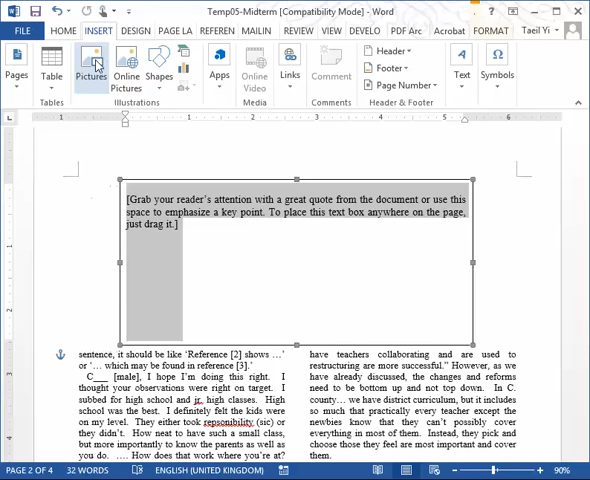 Temp05-Midterm [Compatibility Mode] - Word
FILE HOME INSERT DESIGN PAGE LA REFEREN MAILIN REVIEW VIEW DEVELO PDF Arc Acrobat FORMAT Taeil Yi
Pages Table Pictures Online Pictures Shapes Apps Online Video Links Comment Header Footer Page Number Text Symbols
Tables Illustrations Media Comments Header & Footer
1 1 2 3 4 5 6
[Grab your reader's attention with a great quote from the document or use this
space to emphasize a key point. To place this text box anywhere on the page,
just drag it.]
sentence, it should be like 'Reference [2] shows …'
or '… which may be found in reference [3].'
C___ [male], I hope I'm doing this right. I
thought your observations were right on target. I
subbed for high school and jr. high classes. High
school was the best. I definitely felt the kids were
on my level. They either took repsonibility (sic) or
they didn't. How neat to have such a small class,
but more importantly to know the parents as well as
you do. …. How does that work where you're at?
have teachers collaborating and are used to
restructuring are more successful." However, as we
have already discussed, the changes and reforms
need to be bottom up and not top down. In C.
county… we have district curriculum, but it includes
so much that practically every teacher except the
newbies know that they can't possibly cover
everything in most of them. Instead, they pick and
choose those they feel are most important and cover
them.
1
2
3
4
PAGE 2 OF 4 32 WORDS ENGLISH (UNITED KINGDOM) 90%